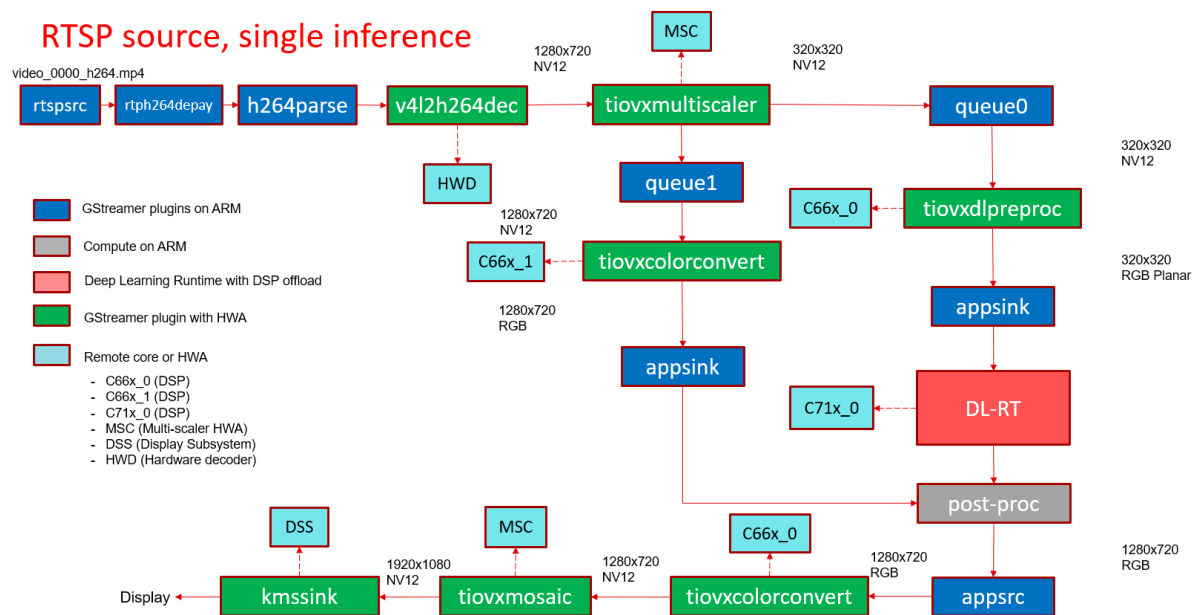 RTSP source, single inference
video_0000_h264.mp4
rtspsrc
rtph264depay
h264parse
v4l2h264dec
1280x720
NV12
MSC
tiovxmultiscaler
320x320
NV12
queue0
HWD
queue1
320x320
NV12
1280x720
NV12
C66x_1
tiovxcolorconvert
C66x_0
tiovxdlpreproc
1280x720
RGB
320x320
RGB Planar
appsink
appsink
GStreamer plugins on ARM
Compute on ARM
Deep Learning Runtime with DSP offload
GStreamer plugin with HWA
Remote core or HWA
- C66x_0 (DSP)
- C66x_1 (DSP)
- C71x_0 (DSP)
- MSC (Multi-scaler HWA)
- DSS (Display Subsystem)
- HWD (Hardware decoder)
C71x_0
DL-RT
post-proc
1280x720
RGB
appsrc
1280x720
RGB
C66x_0
tiovxcolorconvert
1280x720
NV12
MSC
tiovxmosaic
1920x1080
NV12
DSS
kmssink
Display